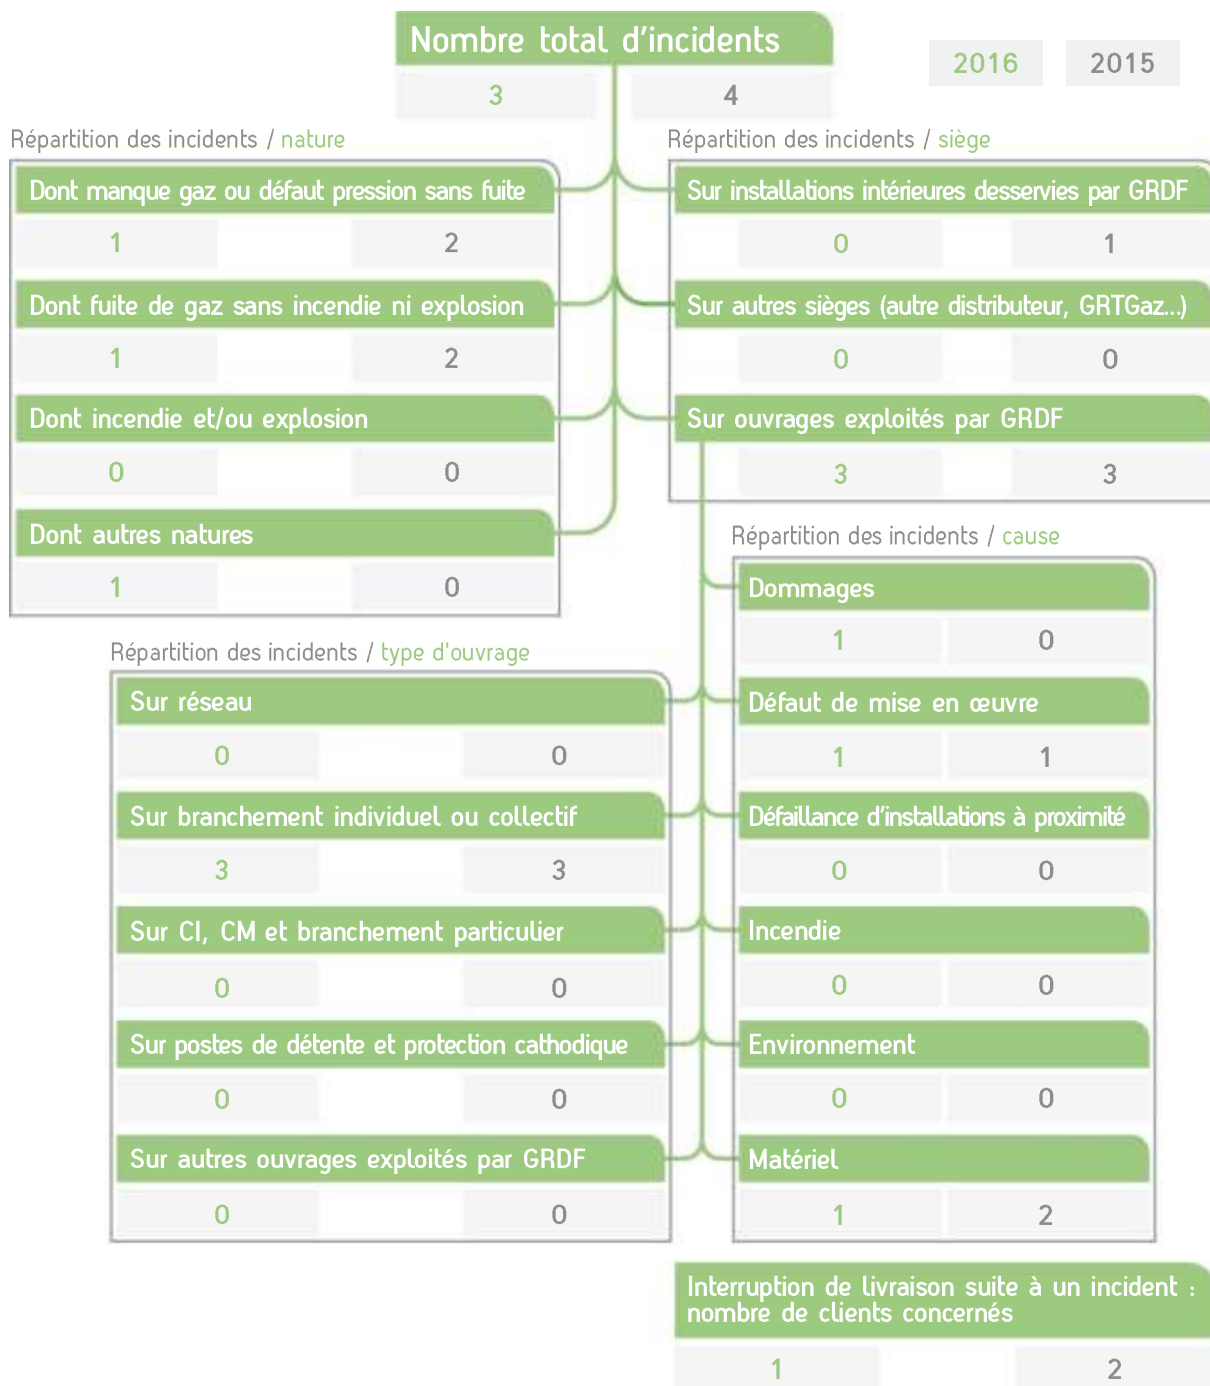 Nombre total d'incidents
2016 2015
3 4
Répartition des incidents / nature
Dont manque gaz ou défaut pression sans fuite
1 2
Dont fuite de gaz sans incendie ni explosion
1 2
Dont incendie et/ou explosion
0 0
Dont autres natures
1 0
Répartition des incidents / siège
Sur installations intérieures desservies par GRDF
0 1
Sur autres sièges (autre distributeur, GRTGaz...)
0 0
Sur ouvrages exploités par GRDF
3 3
Répartition des incidents / type d'ouvrage
Sur réseau
0 0
Sur branchement individuel ou collectif
3 3
Sur CI, CM et branchement particulier
0 0
Sur postes de détente et protection cathodique
0 0
Sur autres ouvrages exploités par GRDF
0 0
Répartition des incidents / cause
Dommages
1 0
Défaut de mise en œuvre
1 1
Défaillance d'installations à proximité
0 0
Incendie
0 0
Environnement
0 0
Matériel
1 2
Interruption de livraison suite à un incident :
nombre de clients concernés
1 2